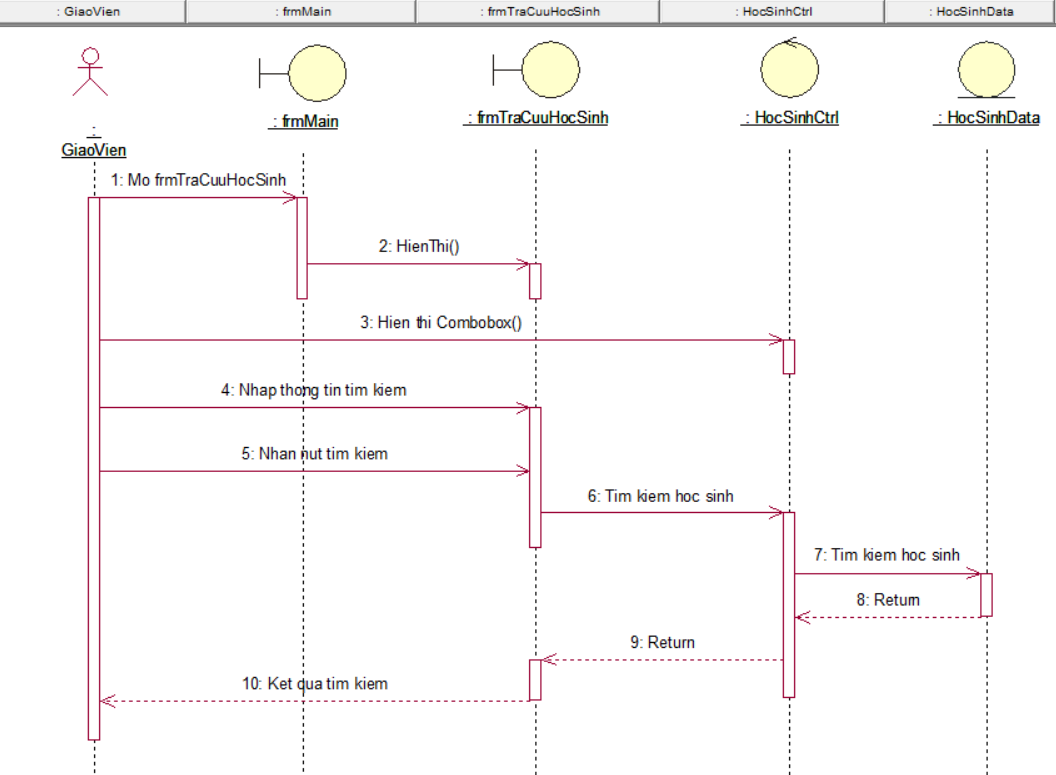 : GiaoVien
: frmMain
: frmTraCuuHocSinh
: HocSinhCtrl
: HocSinhData
:
GiaoVien
: frmMain
: frmTraCuuHocSinh
: HocSinhCtrl
: HocSinhData
1: Mo frmTraCuuHocSinh
2: HienThi()
3: Hien thi Combobox()
4: Nhap thong tin tim kiem
5: Nhan nut tim kiem
6: Tim kiem hoc sinh
7: Tim kiem hoc sinh
8: Return
9: Return
10: Ket qua tim kiem